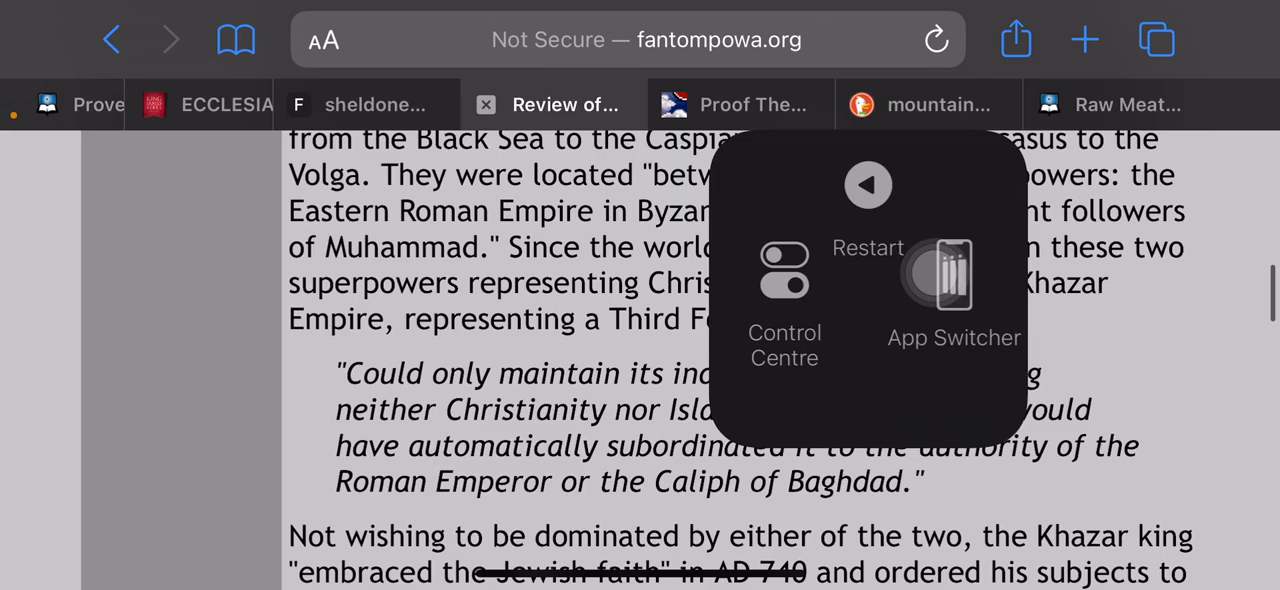 AA
Not Secure — fantompowa.org
Prove
ECCLESIA
F
sheldone...
Review of...
Proof The...
mountain...
Raw Meat...
from the Black Sea to the Caspia
asus to the
Volga. They were located "betw
powers: the
Eastern Roman Empire in Byzan
nt followers
of Muhammad." Since the world
n these two
superpowers representing Chris
Khazar
Empire, representing a Third Fo
"Could only maintain its ind
g
neither Christianity nor Isla
would
have automatically subordinated it to the authority of the
Roman Emperor or the Caliph of Baghdad."
Not wishing to be dominated by either of the two, the Khazar king
"embraced the Jewish faith" in AD 740 and ordered his subjects to
Restart
Control
Centre
App Switcher